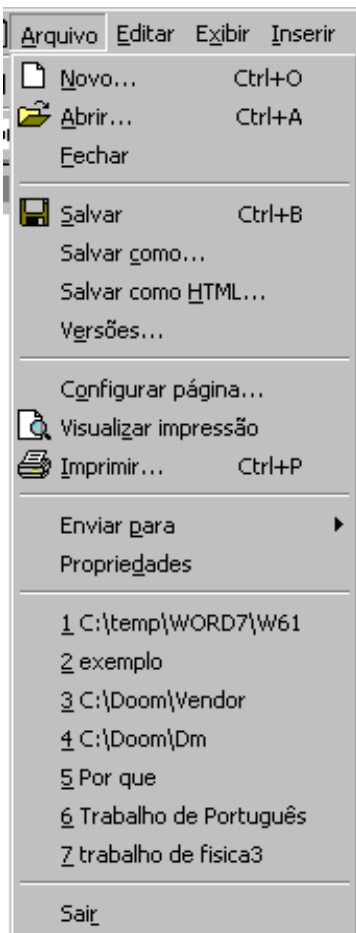 Arquivo Editar Exibir Inserir
Novo... Ctrl+O
Abrir... Ctrl+A
Fechar
Salvar Ctrl+B
Salvar como...
Salvar como HTML...
Versões...
Configurar página...
Visualizar impressão
Imprimir... Ctrl+P
Enviar para
Propriedades
1 C:\temp\WORD7\W61
2 exemplo
3 C:\Doom\Vendor
4 C:\Doom\Dm
5 Por que
6 Trabalho de Português
7 trabalho de fisica3
Sair